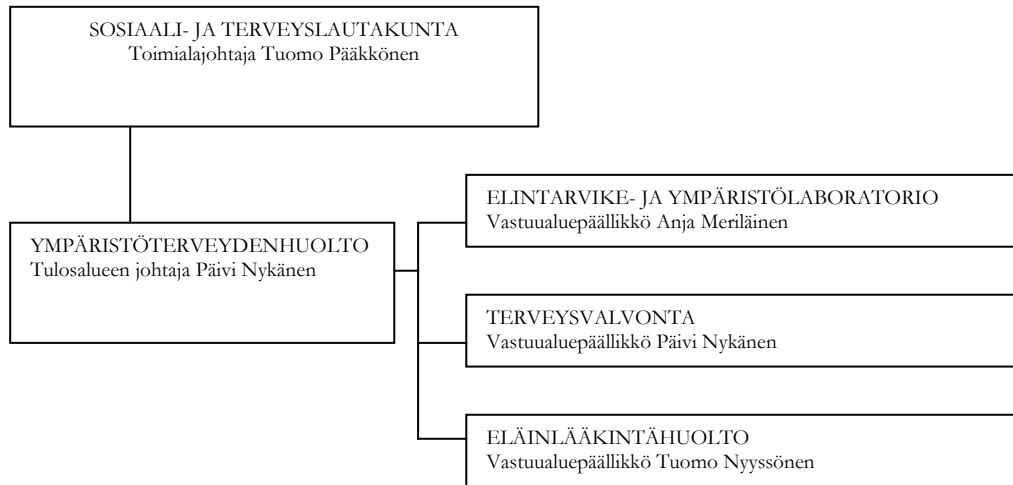 SOSIAALI- JA TERVEYSLAUTAKUNTA
Toimialajohtaja Tuomo Pääkkönen
YMPÄRISTÖTERVEYDENHUOLTO
Tulosalueen johtaja Päivi Nykänen
ELINTARVIKE- JA YMPÄRISTÖLABORATORIO
Vastuualuepäällikkö Anja Meriläinen
TERVEYSVALVONTA
Vastuualuepäällikkö Päivi Nykänen
ELÄINLÄÄKINTÄHUOLTO
Vastuualuepäällikkö Tuomo Nyyssönen